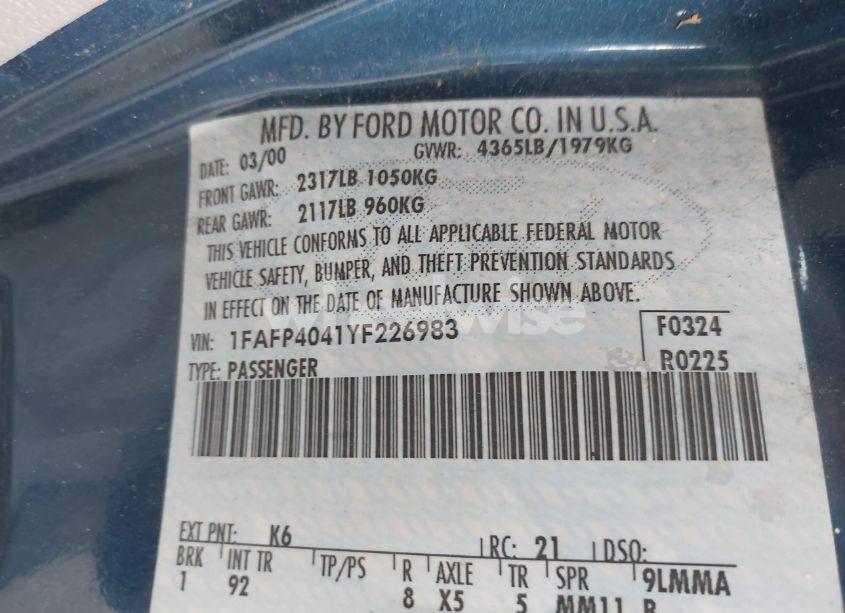 MFD. BY FORD MOTOR CO. IN U.S.A.
DATE: 03/00 GVWR: 4365LB/1979KG
FRONT GAWR: 2317LB 1050KG
REAR GAWR: 2117LB 960KG
THIS VEHICLE CONFORMS TO ALL APPLICABLE FEDERAL MOTOR
VEHICLE SAFETY, BUMPER, AND THEFT PREVENTION STANDARDS
IN EFFECT ON THE DATE OF MANUFACTURE SHOWN ABOVE.
VIN: 1FAFP4041YF226983 F0324
TYPE: PASSENGER R0225
EXT PNT: K6 RC: 21 DSO:
BRK INT TR TP/PS R AXLE TR SPR 9LMMA
1 92 8 X5 5 MM11 B